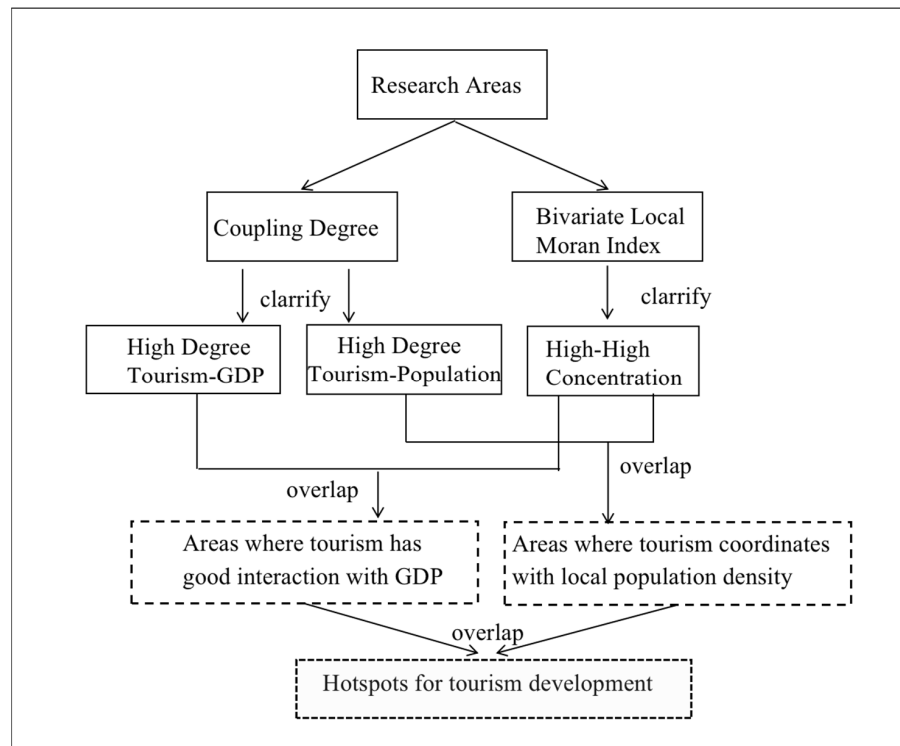 Research Areas
Coupling Degree
Bivariate Local
Moran Index
clarrify
clarrify
High Degree
Tourism-GDP
High Degree
Tourism-Population
High-High
Concentration
overlap
overlap
Areas where tourism has
good interaction with GDP
Areas where tourism coordinates
with local population density
overlap
Hotspots for tourism development